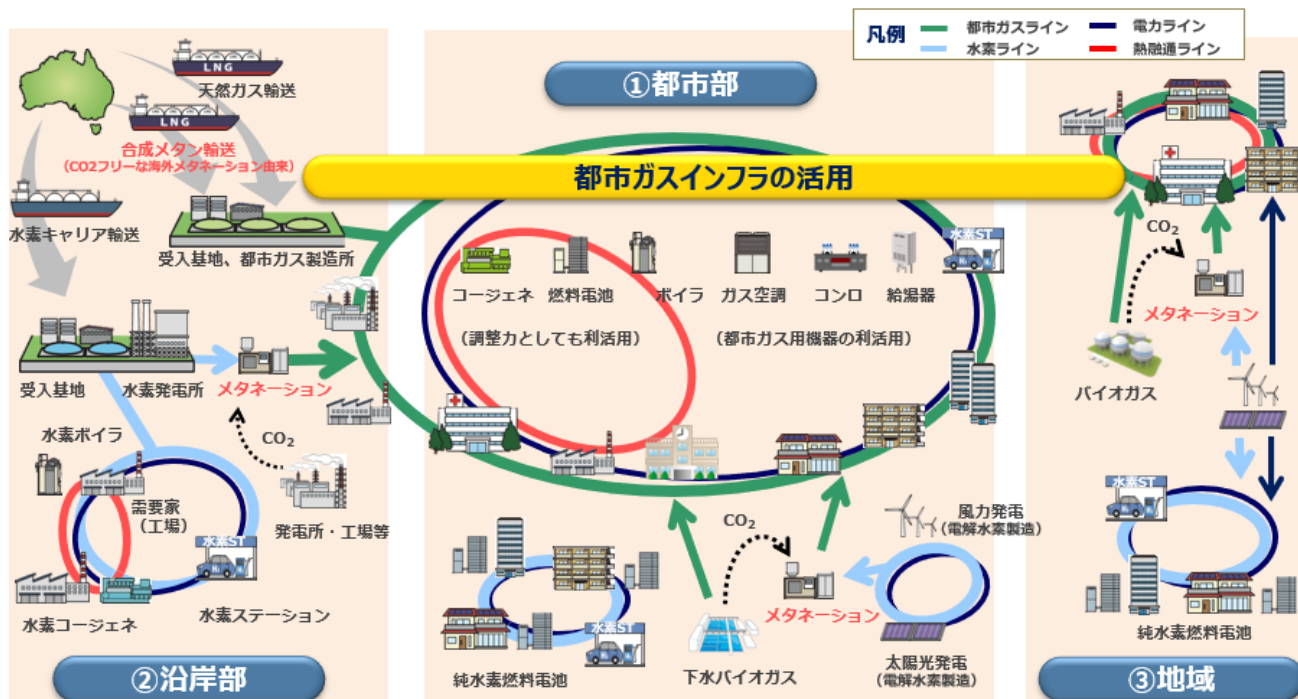 凡例
都市ガスライン
電力ライン
水素ライン
熱融通ライン
①都市部
都市ガスインフラの活用
LNG
天然ガス輸送
LNG
合成メタン輸送
(CO2フリーな海外メタネーション由来)
水素キャリア輸送
受入基地、都市ガス製造所
受入基地
水素発電所
メタネーション
水素ボイラ
CO2
需要家
(工場)
発電所・工場等
水素ST
水素コージェネ
水素ステーション
②沿岸部
コージェネ
燃料電池
ボイラ
ガス空調
コンロ
給湯器
水素ST
(調整力としても利活用)
(都市ガス用機器の利活用)
CO2
風力発電
(電解水素製造)
メタネーション
水素ST
純水素燃料電池
下水バイオガス
太陽光発電
(電解水素製造)
CO2
メタネーション
バイオガス
水素ST
純水素燃料電池
③地域